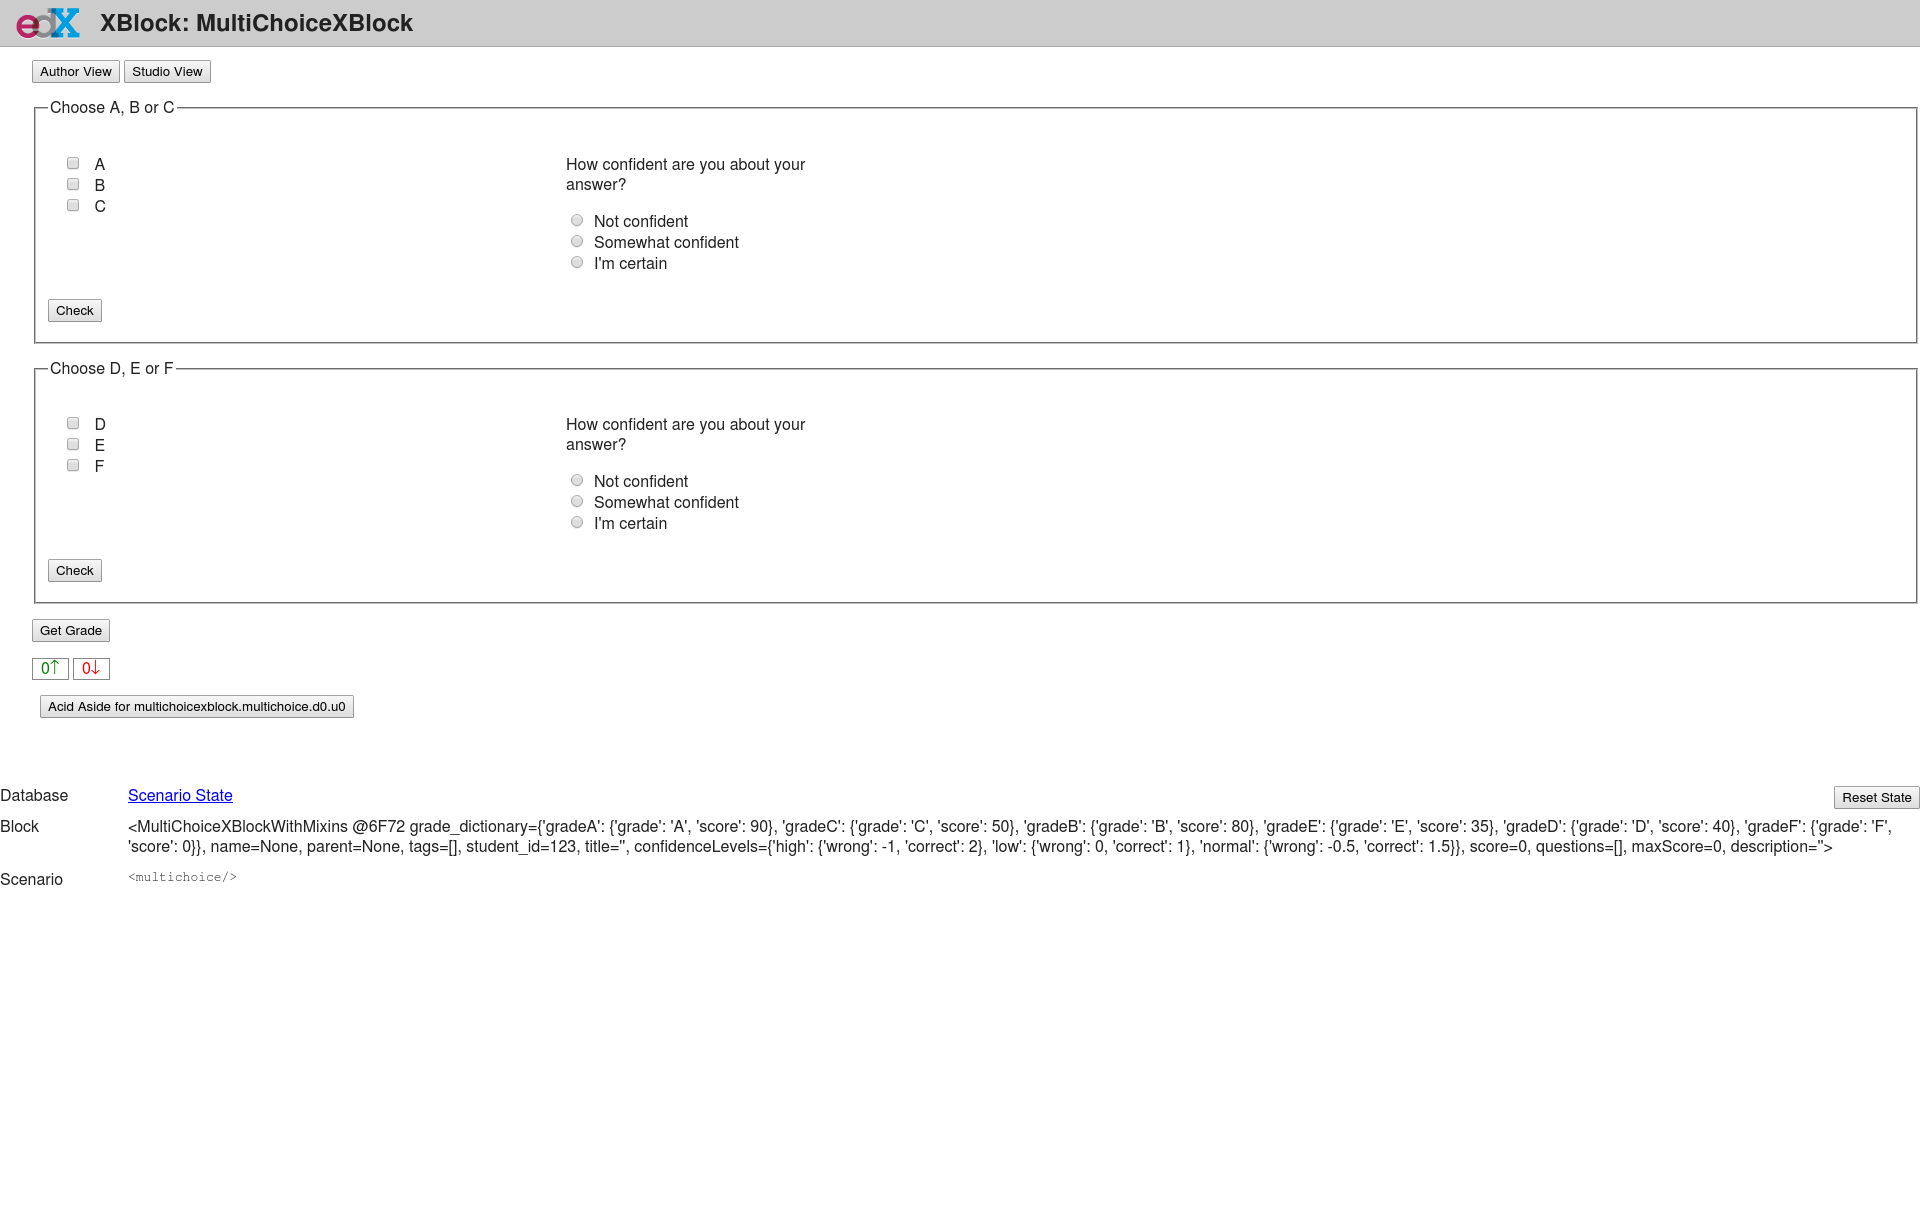 edX XBlock: MultiChoiceXBlock
Author View Studio View
Choose A, B or C
A
B
C
How confident are you about your
answer?
Not confident
Somewhat confident
I'm certain
Check
Choose D, E or F
D
E
F
How confident are you about your
answer?
Not confident
Somewhat confident
I'm certain
Check
Get Grade
0↑ 0↓
Acid Aside for multichoicexblock.multichoice.d0.u0
Database Scenario State Reset State
Block <MultiChoiceXBlockWithMixins @6F72 grade_dictionary={'gradeA': {'grade': 'A', 'score': 90}, 'gradeC': {'grade': 'C', 'score': 50}, 'gradeB': {'grade': 'B', 'score': 80}, 'gradeE': {'grade': 'E', 'score': 35}, 'gradeD': {'grade': 'D', 'score': 40}, 'gradeF': {'grade': 'F',
'score': 0}}, name=None, parent=None, tags=[], student_id=123, title='', confidenceLevels={'high': {'wrong': -1, 'correct': 2}, 'low': {'wrong': 0, 'correct': 1}, 'normal': {'wrong': -0.5, 'correct': 1.5}}, score=0, questions=[], maxScore=0, description=''>
Scenario <multichoice/>